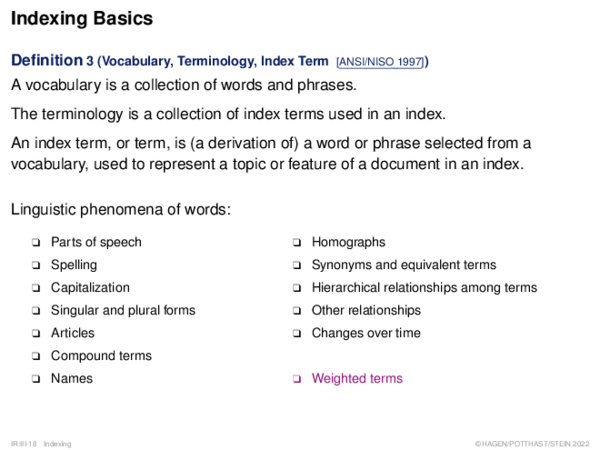 Indexing Basics
Definition 3 (Vocabulary, Terminology, Index Term [ANSI/NISO 1997])
A vocabulary is a collection of words and phrases.
The terminology is a collection of index terms used in an index.
An index term, or term, is (a derivation of) a word or phrase selected from a
vocabulary, used to represent a topic or feature of a document in an index.
Linguistic phenomena of words:
❑ Parts of speech
❑ Spelling
❑ Capitalization
❑ Singular and plural forms
❑ Articles
❑ Compound terms
❑ Names
❑ Homographs
❑ Synonyms and equivalent terms
❑ Hierarchical relationships among terms
❑ Other relationships
❑ Changes over time
❑ Weighted terms
IR:III-18 Indexing
©HAGEN/POTTHAST/STEIN 2022